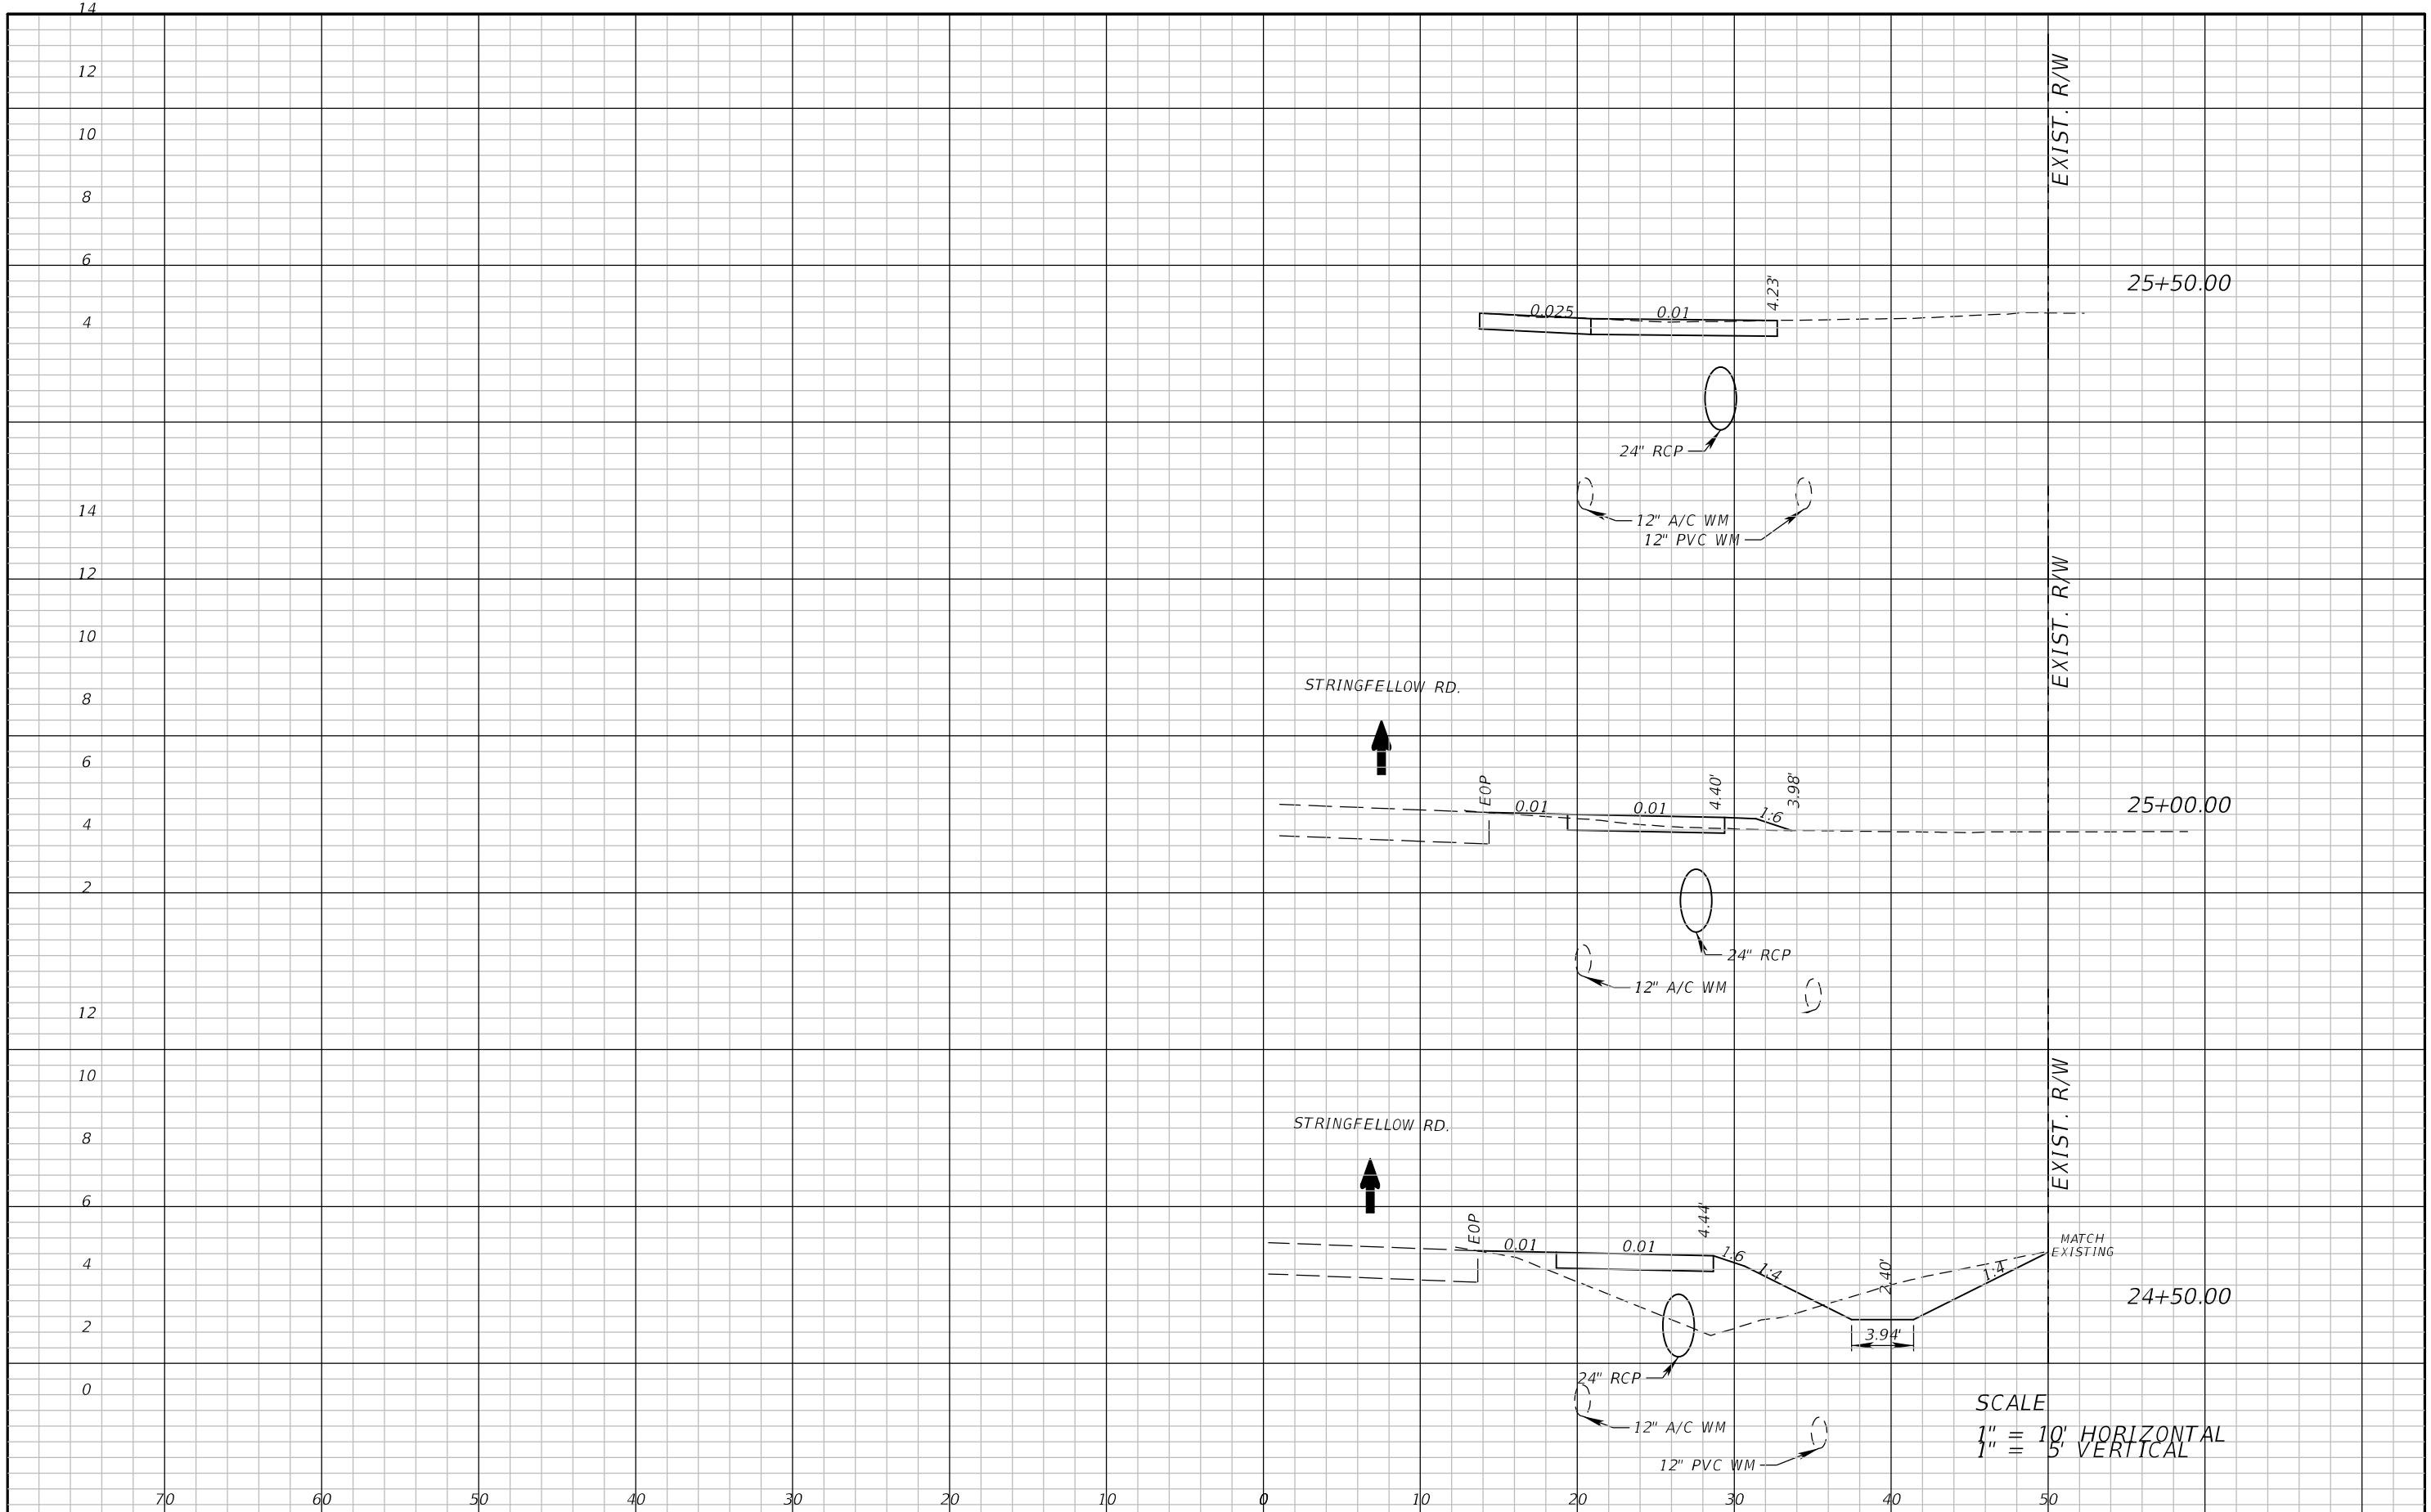 14
12
10
8
6
4
EXIST. R/W
25+50.00
0.025
0.01
4.23'
24" RCP
12" A/C WM
12" PVC WM
14
12
10
8
6
4
2
EXIST. R/W
STRINGFELLOW RD.
25+00.00
EOP
0.01
0.01
4.40'
1:6
3.98'
24" RCP
12" A/C WM
12
10
8
6
4
2
0
EXIST. R/W
STRINGFELLOW RD.
EOP
0.01
0.01
4.44'
1:6
1:4
2.40'
1:4
MATCH
EXISTING
24+50.00
3.94'
24" RCP
12" A/C WM
12" PVC WM
SCALE
1" = 10' HORIZONTAL
1" = 5' VERTICAL
70 60 50 40 30 20 10 0 10 20 30 40 50